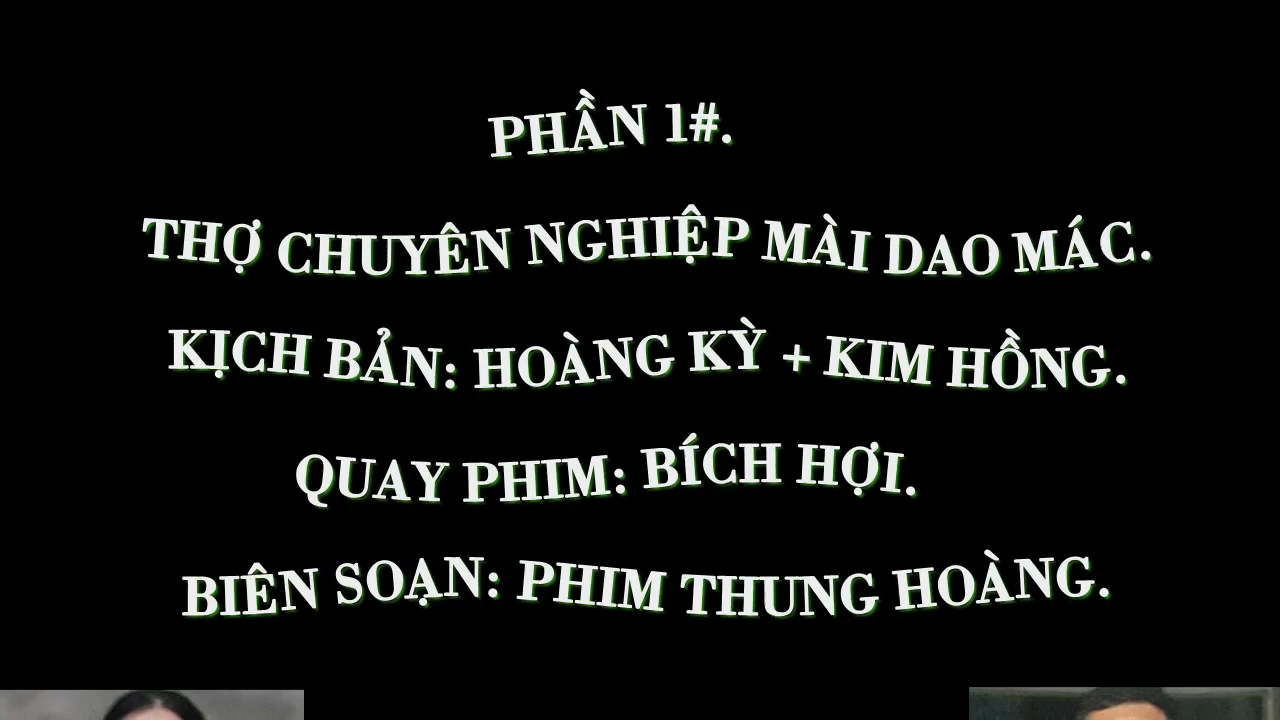 PHẦN 1#.
THỢ CHUYÊN NGHIỆP MÀI DAO MÁC.
KỊCH BẢN: HOÀNG KỲ + KIM HỒNG.
QUAY PHIM: BÍCH HỢI.
BIÊN SOẠN: PHIM THUNG HOÀNG.